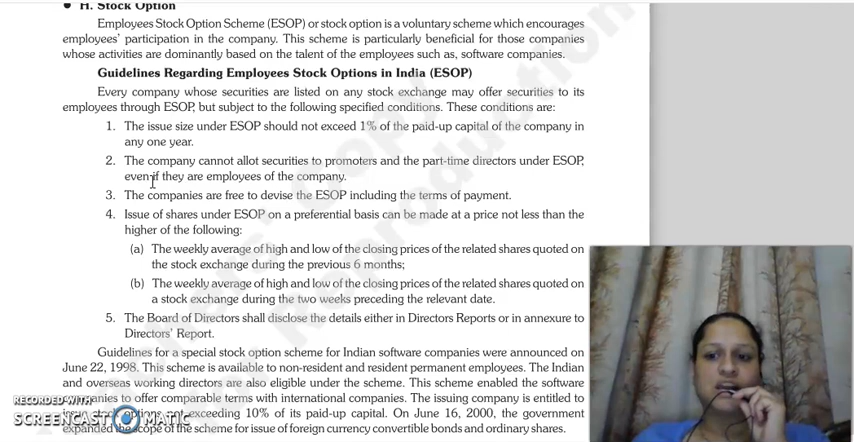 H. Stock Option
Employees Stock Option Scheme (ESOP) or stock option is a voluntary scheme which encourages
employees' participation in the company. This scheme is particularly beneficial for those companies
whose activities are dominantly based on the talent of the employees such as, software companies.
Guidelines Regarding Employees Stock Options in India (ESOP)
Every company whose securities are listed on any stock exchange may offer securities to its
employees through ESOP, but subject to the following specified conditions. These conditions are:
1. The issue size under ESOP should not exceed 1% of the paid-up capital of the company in
any one year.
2. The company cannot allot securities to promoters and the part-time directors under ESOP,
even if they are employees of the company.
3. The companies are free to devise the ESOP including the terms of payment.
4. Issue of shares under ESOP on a preferential basis can be made at a price not less than the
higher of the following:
(a) The weekly average of high and low of the closing prices of the related shares quoted on
the stock exchange during the previous 6 months;
(b) The weekly average of high and low of the closing prices of the related shares quoted on
a stock exchange during the two weeks preceding the relevant date.
5. The Board of Directors shall disclose the details either in Directors Reports or in annexure to
Directors' Report.
Guidelines for a special stock option scheme for Indian software companies were announced on
June 22, 1998. This scheme is available to non-resident and resident permanent employees. The Indian
and overseas working directors are also eligible under the scheme. This scheme enabled the software
to offer comparable terms with international companies. The issuing company is entitled to
stock options not exceeding 10% of its paid-up capital. On June 16, 2000, the government
expanded the scope of the scheme for issue of foreign currency convertible bonds and ordinary shares.
RECORDED WITH
SCREENCAST MATIC